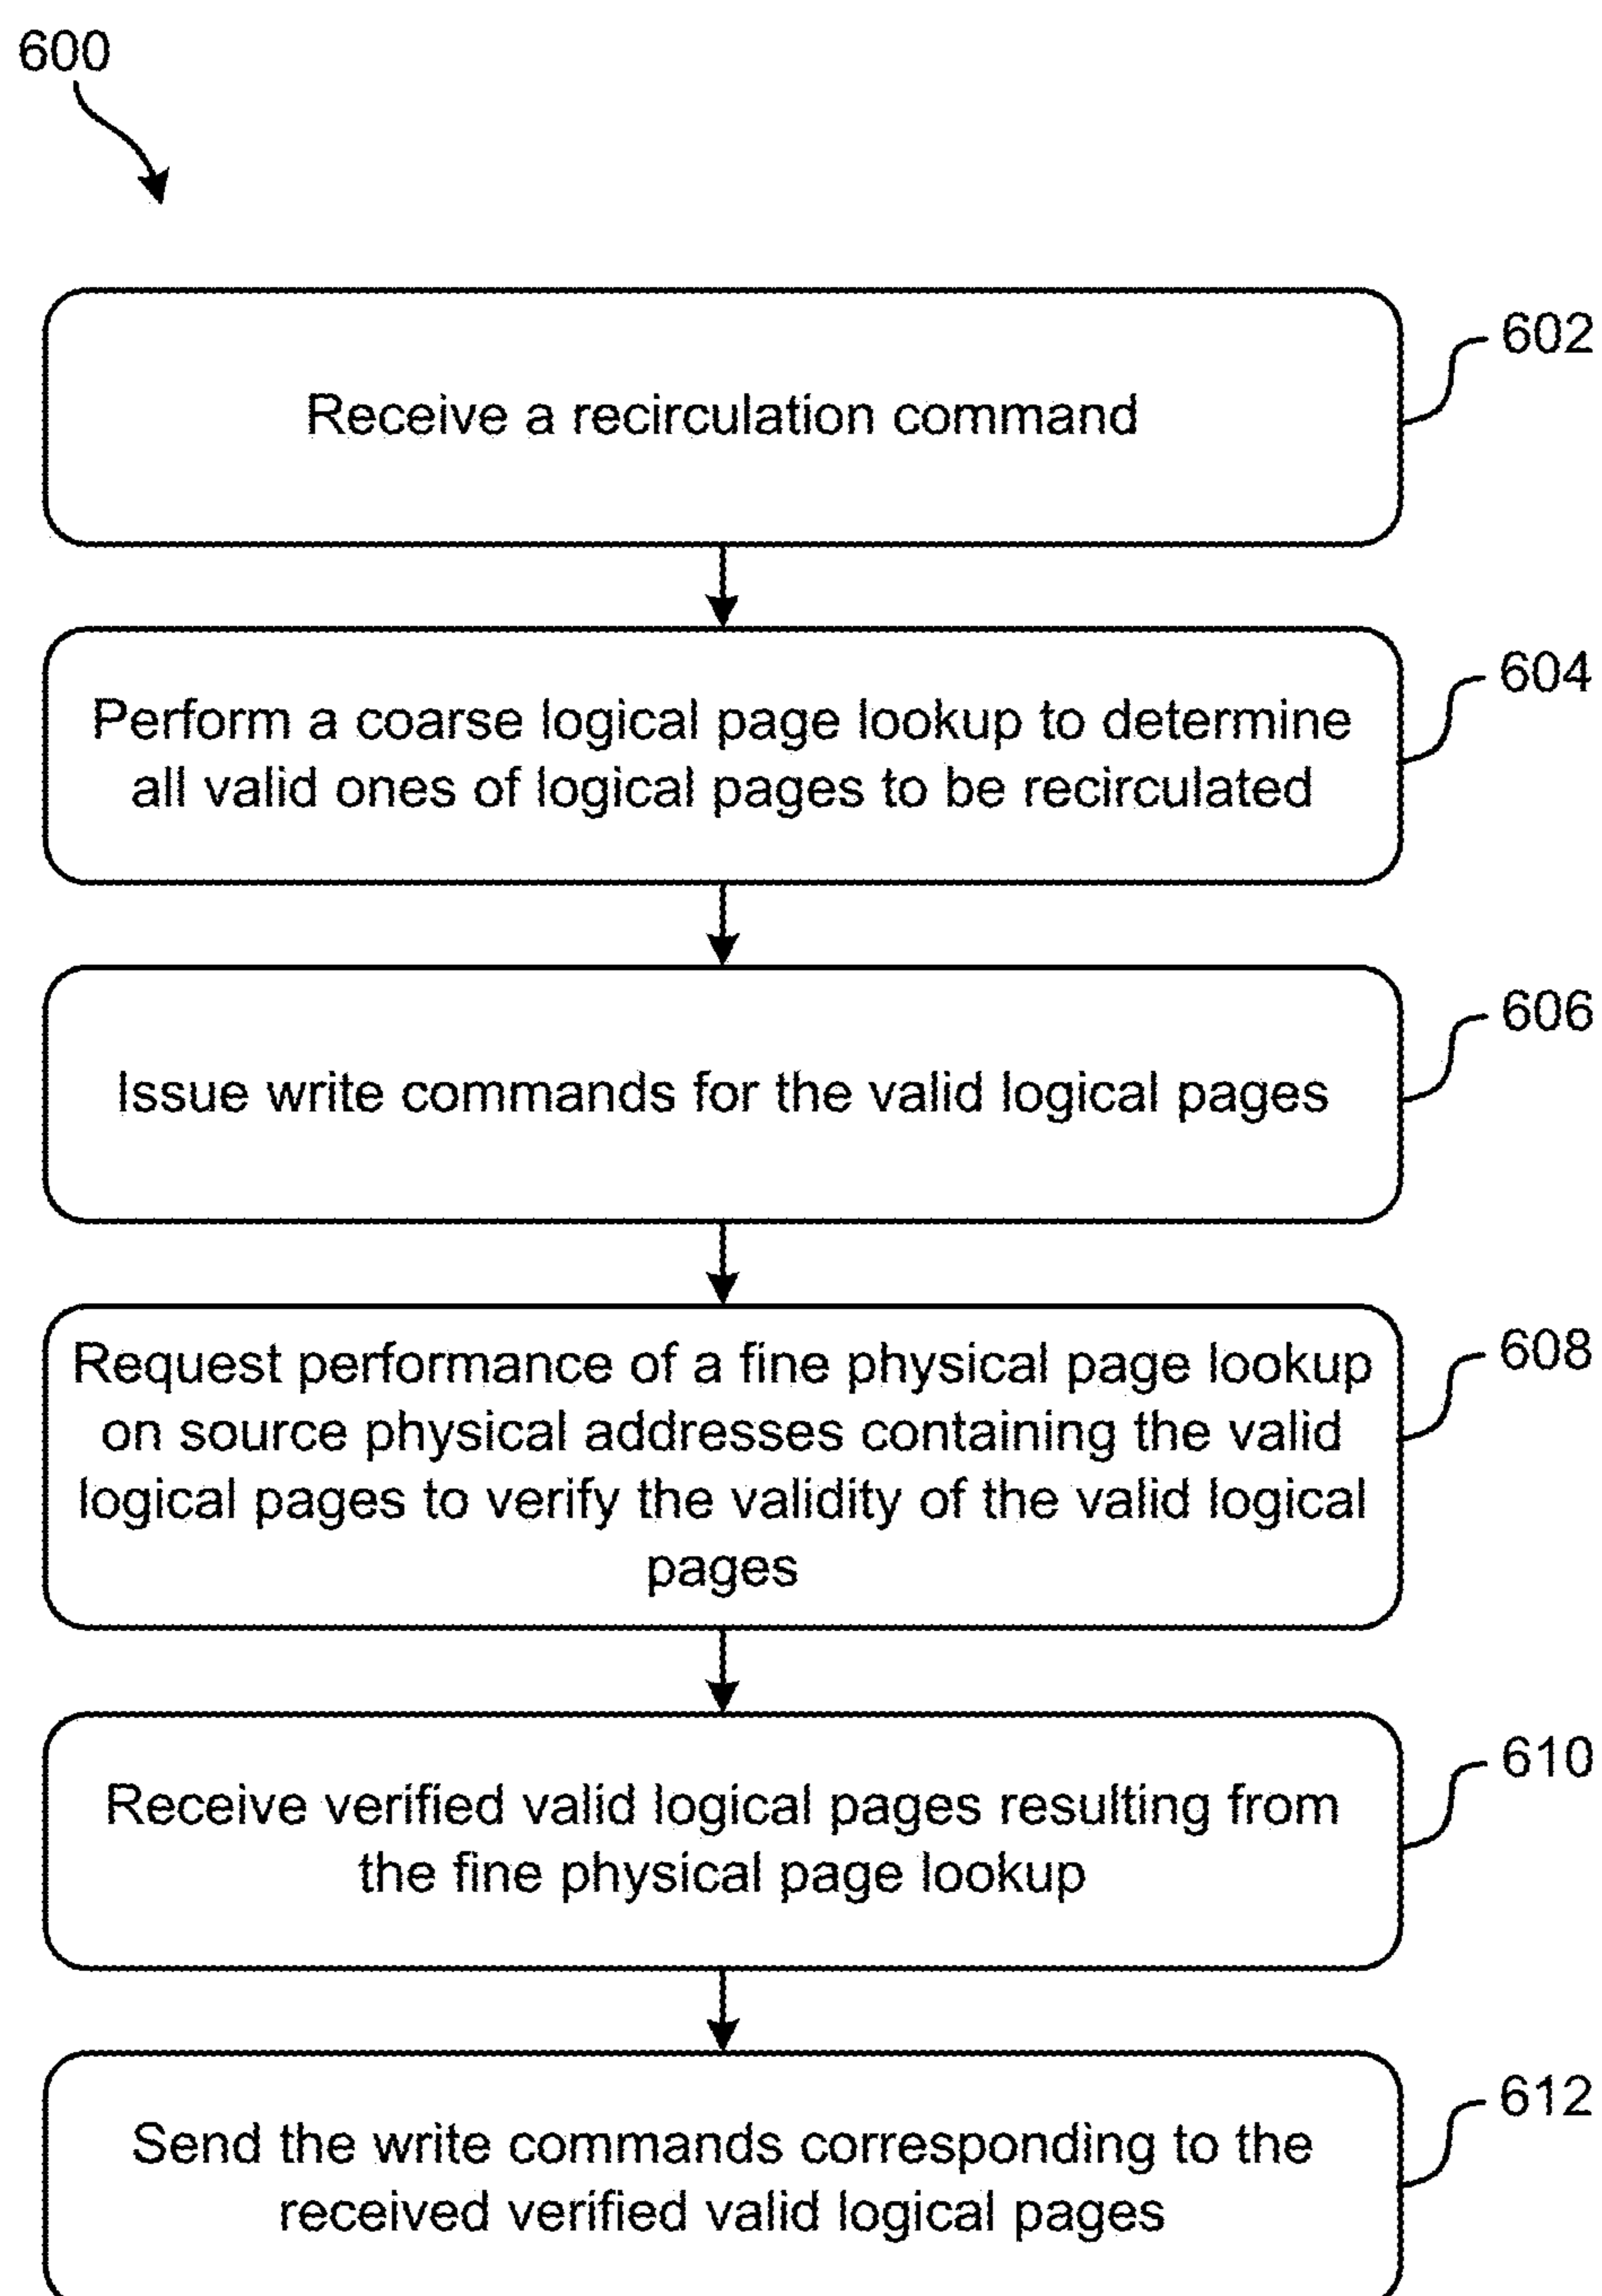 600
602
Receive a recirculation command
604
Perform a coarse logical page lookup to determine
all valid ones of logical pages to be recirculated
606
Issue write commands for the valid logical pages
608
Request performance of a fine physical page lookup
on source physical addresses containing the valid
logical pages to verify the validity of the valid logical
pages
610
Receive verified valid logical pages resulting from
the fine physical page lookup
612
Send the write commands corresponding to the
received verified valid logical pages